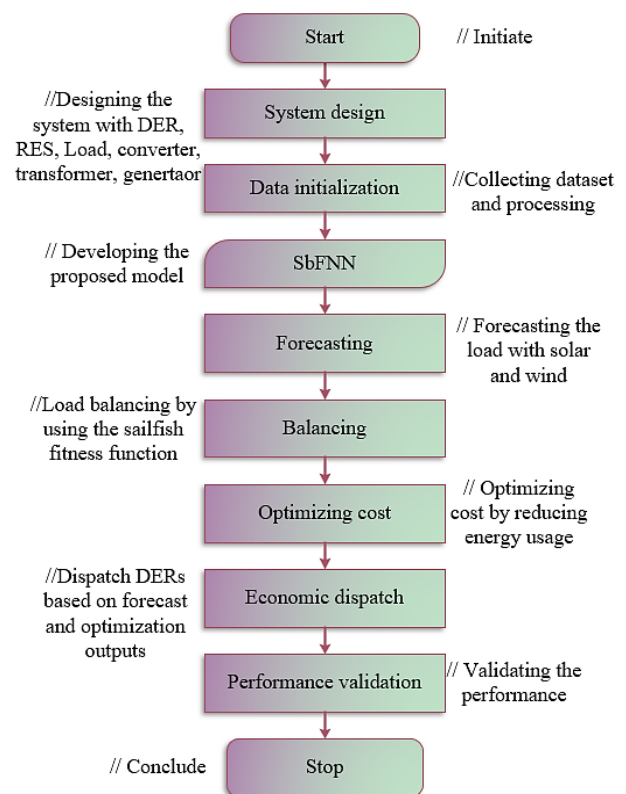 Start
// Initiate
//Designing the
system with DER,
RES, Load, converter,
transformer, genertaor
System design
Data initialization
//Collecting dataset
and processing
// Developing the
proposed model
SbFNN
Forecasting
// Forecasting the
load with solar
and wind
//Load balancing by
using the sailfish
fitness function
Balancing
Optimizing cost
// Optimizing
cost by reducing
energy usage
//Dispatch DERs
based on forecast
and optimization
outputs
Economic dispatch
Performance validation
// Validating the
performance
// Conclude
Stop